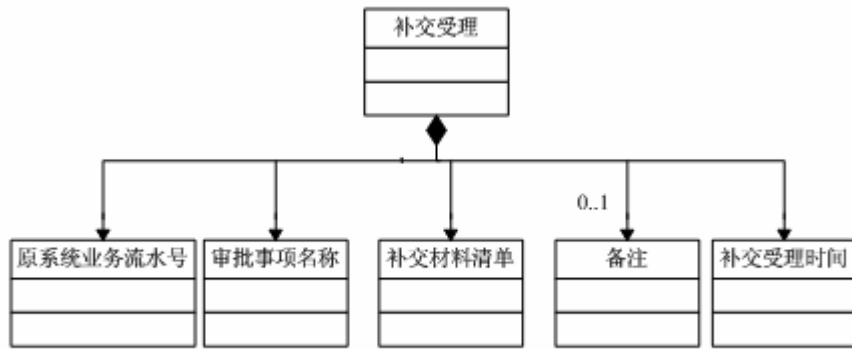 补交受理
0..1
原系统业务流水号
审批事项名称
补交材料清单
备注
补交受理时间